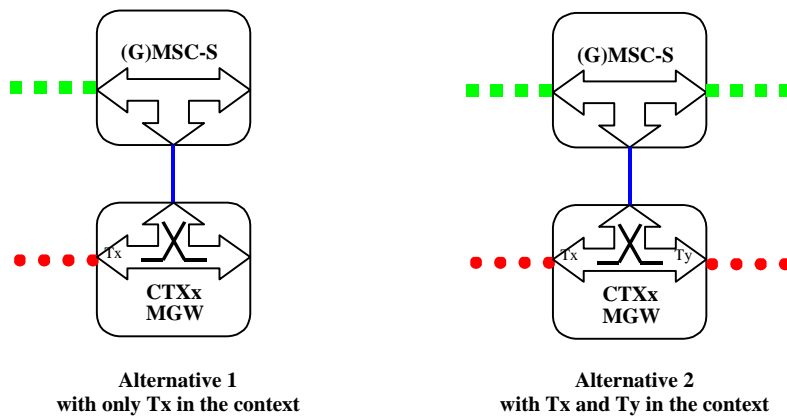 (G)MSC-S
Tx
CTXx
MGW
Alternative 1
with only Tx in the context
(G)MSC-S
Tx
Ty
CTXx
MGW
Alternative 2
with Tx and Ty in the context